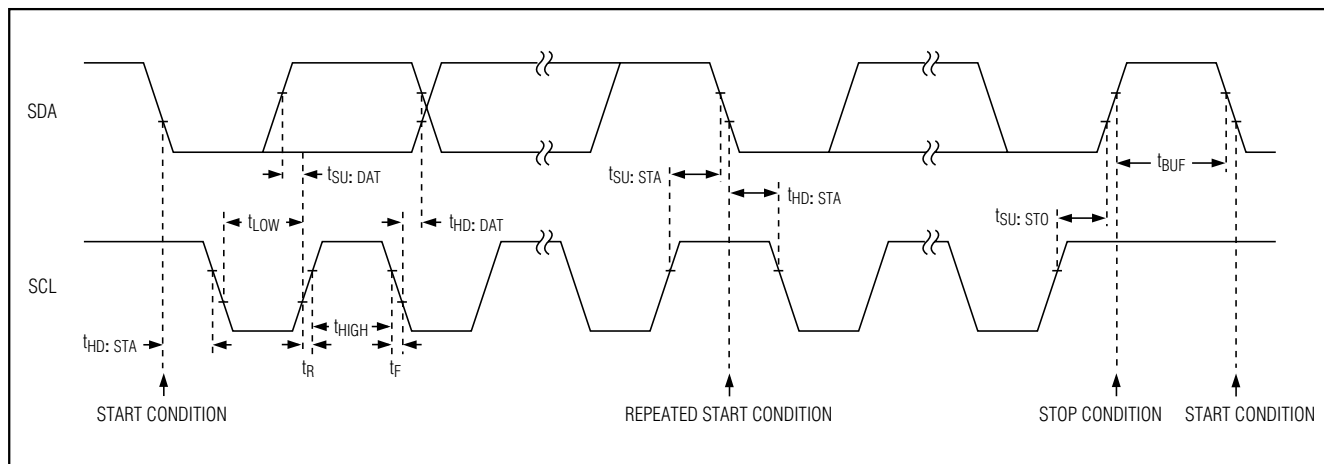 SDA
tSU: DAT
tSU: STA
tBUF
tHD: STA
tLOW
tHD: DAT
tSU: STO
SCL
tHIGH
tHD: STA
tR
tF
START CONDITION
REPEATED START CONDITION
STOP CONDITION
START CONDITION